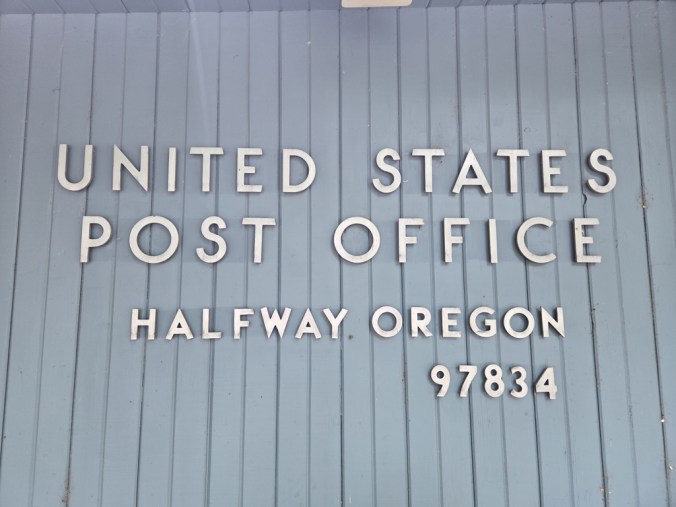 UNITED STATES
POST OFFICE
HALFWAY OREGON
97834